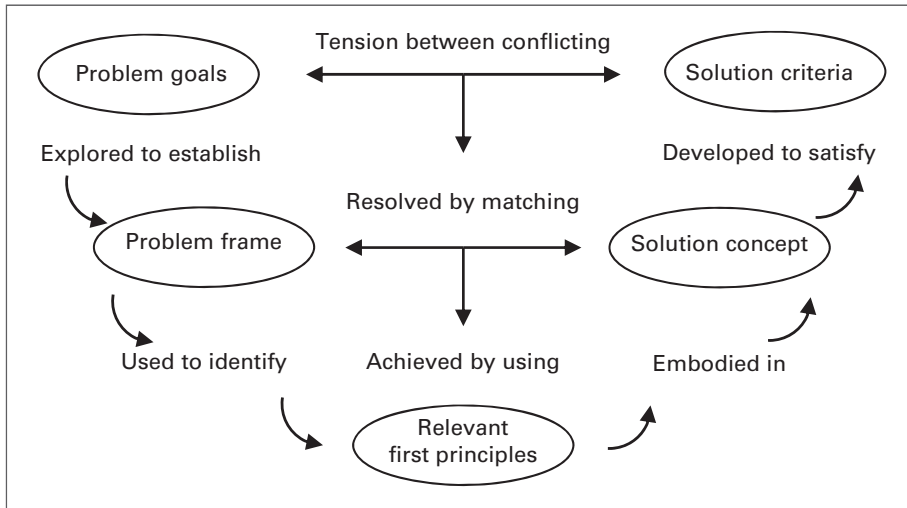 Tension between conflicting
Problem goals
Solution criteria
Explored to establish
Developed to satisfy
Resolved by matching
Problem frame
Solution concept
Used to identify
Achieved by using
Embodied in
Relevant
first principles